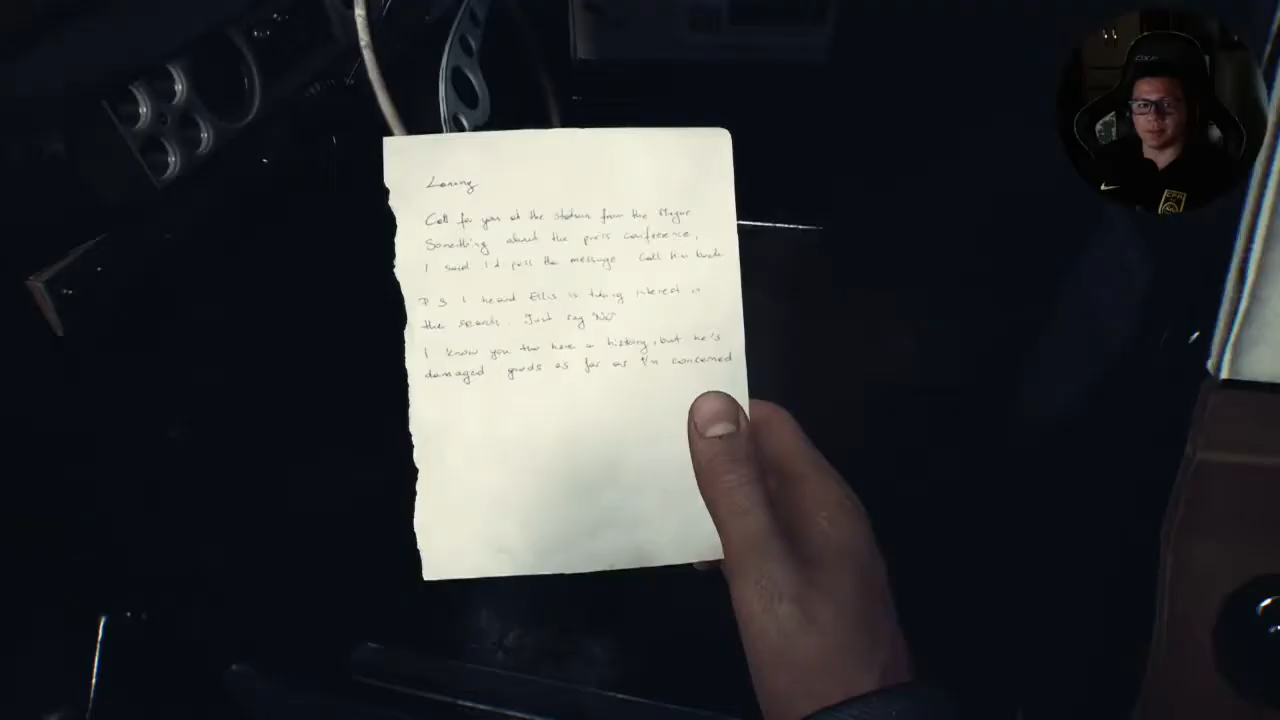 Lanning
Call for you at the station from the Mayor
Something about the press conference,
I said I'd pass the message Call him back
P S I heard Ellis is taking interest in
the search. Just say "No"
I know you two have a history, but he's
damaged goods as far as I'm concerned